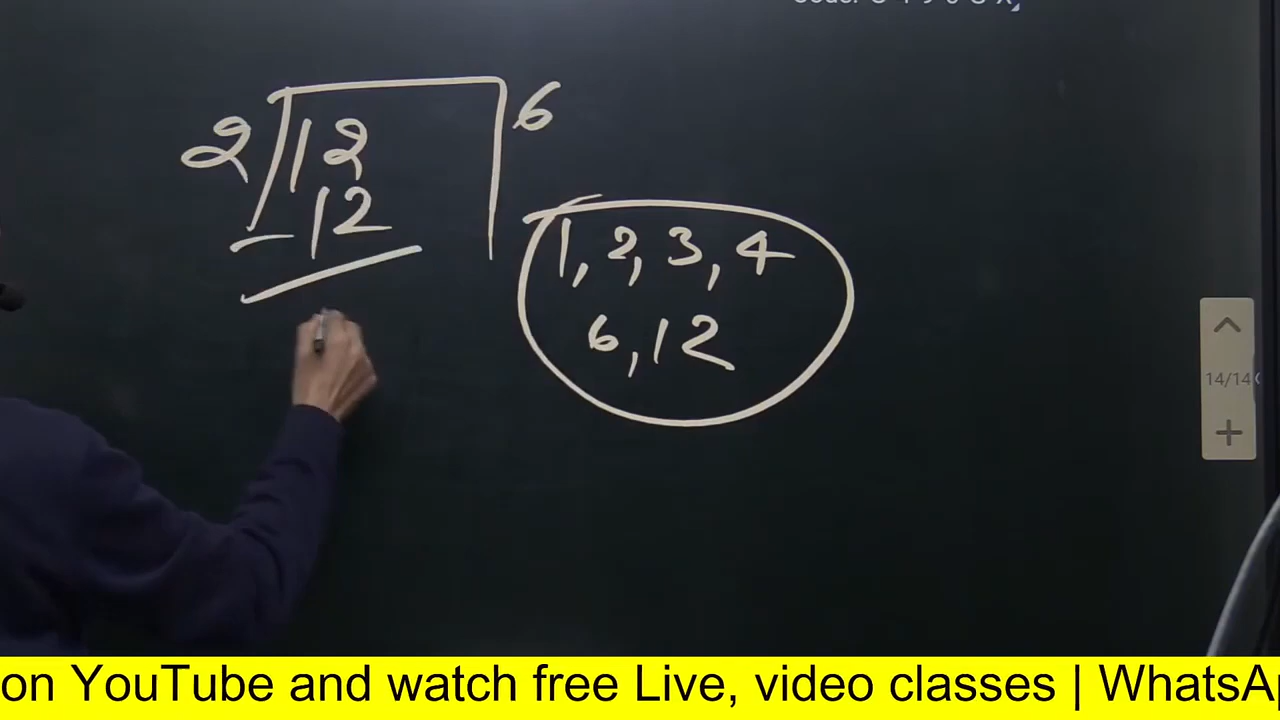 2 12 6
- 12
1, 2, 3, 4
6, 12
14/14
on YouTube and watch free Live, video classes | WhatsAp